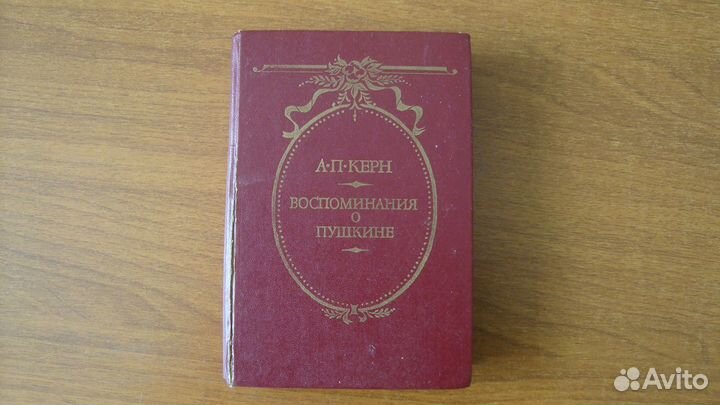 А·П·КЕРН
ВОСПОМИНАНИЯ
О
ПУШКИНЕ
Avito